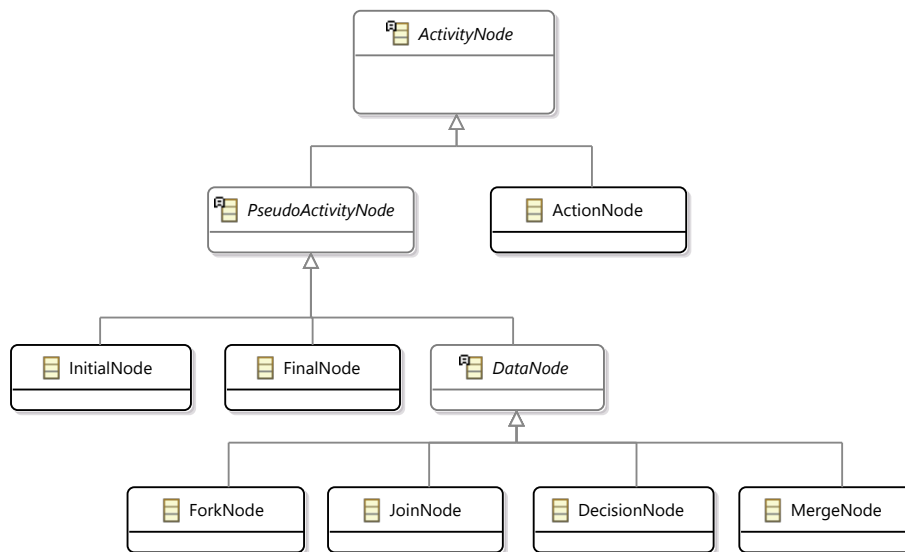 ActivityNode
PseudoActivityNode
ActionNode
InitialNode
FinalNode
DataNode
ForkNode
JoinNode
DecisionNode
MergeNode